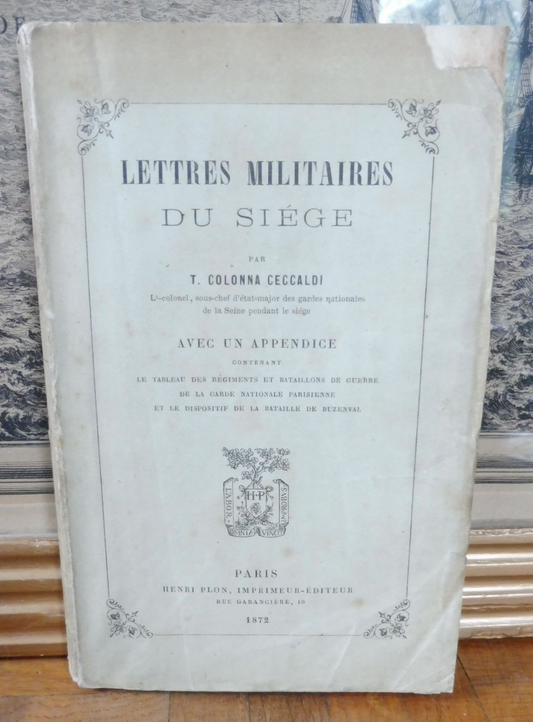 LETTRES MILITAIRES
DU SIÉGE
PAR
T. COLONNA CECCALDI
Lt-colonel, sous-chef d'état-major des gardes nationales
de la Seine pendant le siége
AVEC UN APPENDICE
CONTENANT
LE TABLEAU DES RÉGIMENTS ET BATAILLONS DE GUERRE
DE LA GARDE NATIONALE PARISIENNE
ET LE DISPOSITIF DE LA BATAILLE DE BUZENVAL
LABOR
OMNIA
VINCIT
IMPROBUS
H P
PARIS
HENRI PLON, IMPRIMEUR-ÉDITEUR
RUE GARANCIÈRE, 10
1872